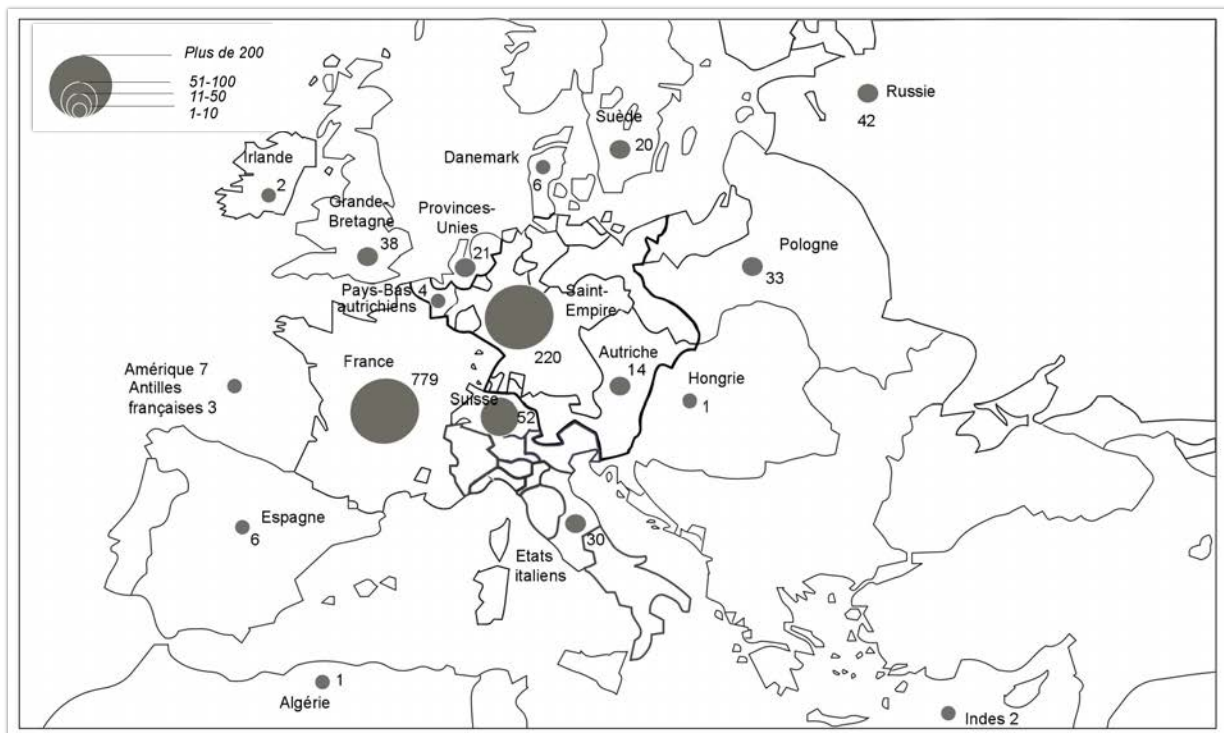 Plus de 200
51-100
11-50
1-10
Russie
42
Suède
20
Danemark
6
Irlande
2
Grande-
Bretagne
38
Provinces-
Unies
21
Pologne
33
Pays-Bas 4
autrichiens
Saint-
Empire
220
Autriche
14
Hongrie
1
Amérique 7
Antilles
françaises 3
France
779
Suisse
52
Espagne
6
Etats
italiens
30
Algérie
1
Indes 2